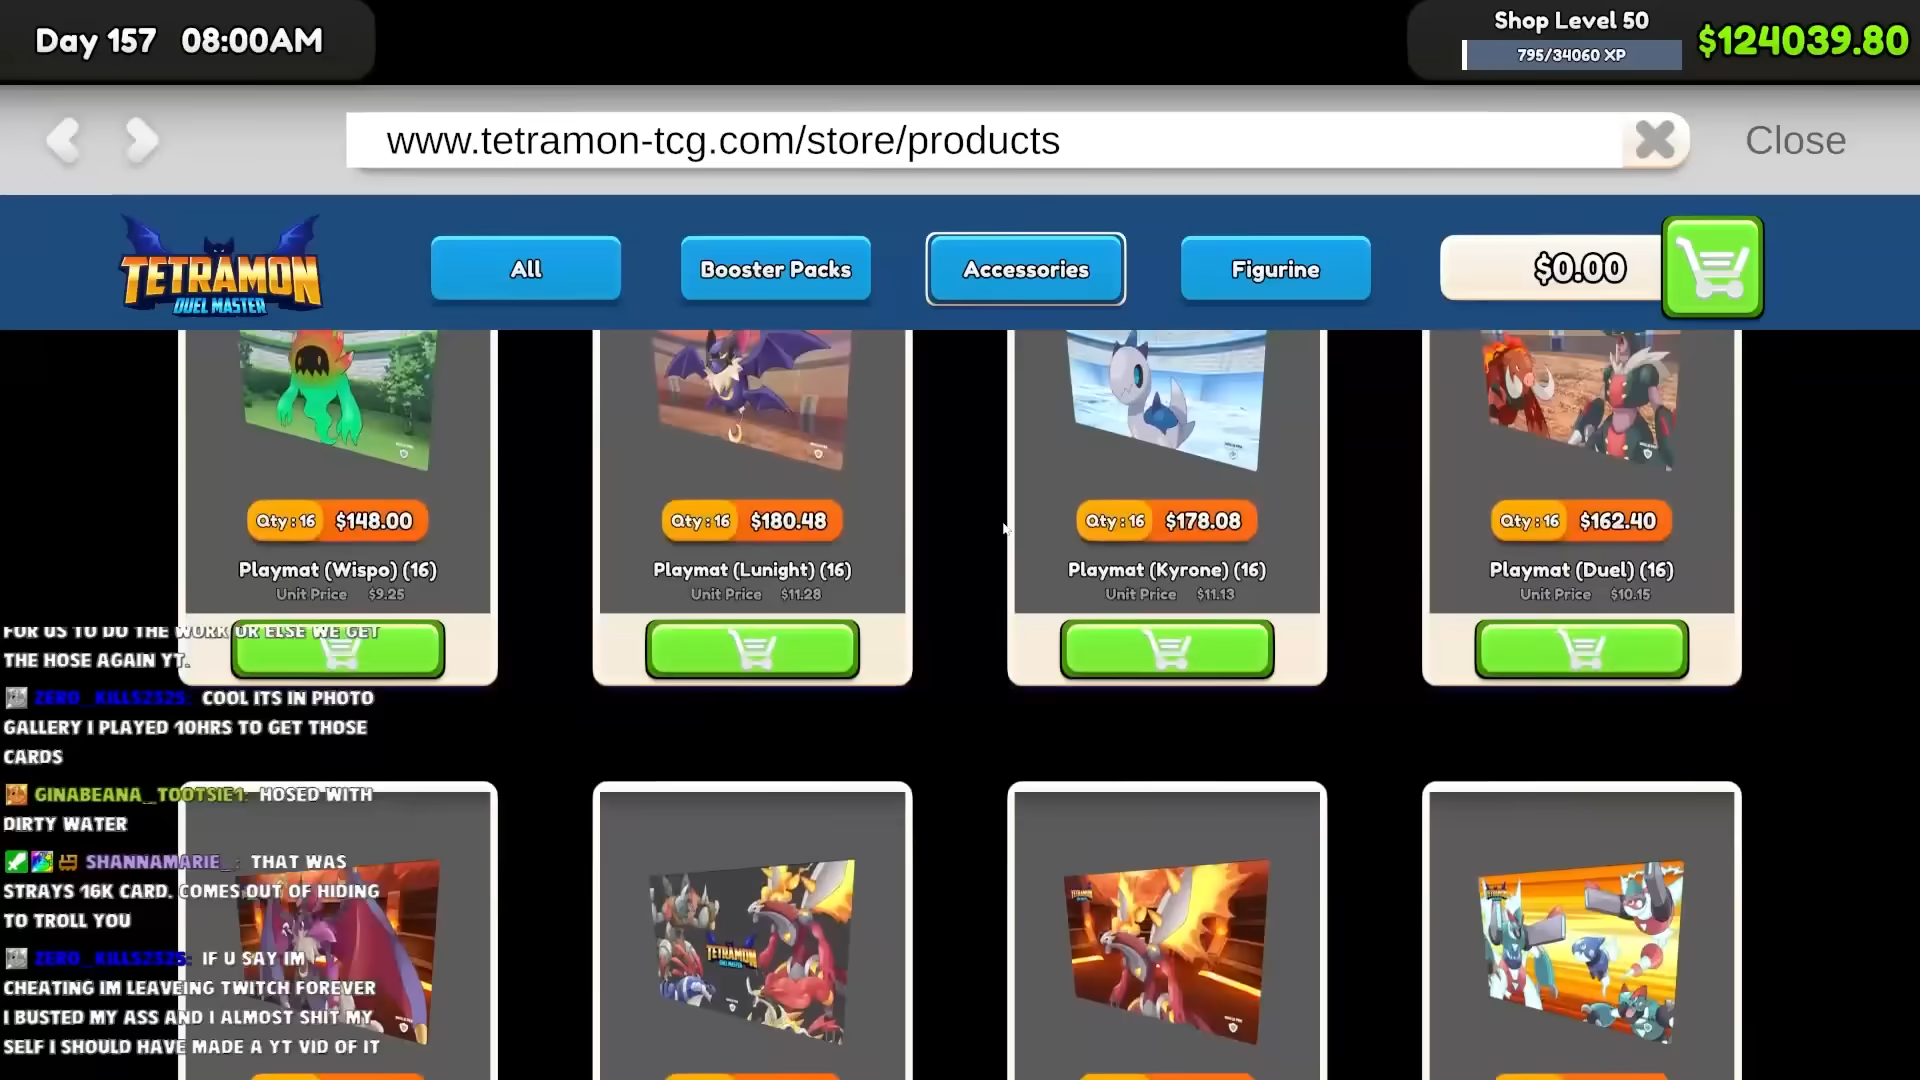 Day 157 08:00AM
Shop Level 50
795/34060 XP
$124039.80
www.tetramon-tcg.com/store/products
Close
TETRAMON
DUEL MASTER
All
Booster Packs
Accessories
Figurine
$0.00
Qty : 16 $148.00
Playmat (Wispo) (16)
Unit Price $9.25
Qty : 16 $180.48
Playmat (Lunight) (16)
Unit Price $11.28
Qty : 16 $178.08
Playmat (Kyrone) (16)
Unit Price $11.13
Qty : 16 $162.40
Playmat (Duel) (16)
Unit Price $10.15
FOR US TO DO THE WORK OR ELSE WE GET
THE HOSE AGAIN YT.
ZERO_KILLS2325: COOL ITS IN PHOTO
GALLERY I PLAYED 10HRS TO GET THOSE
CARDS
GINABEANA_TOOTSIE1: HOSED WITH
DIRTY WATER
SHANNAMARIE_: THAT WAS
STRAYS 16K CARD. COMES OUT OF HIDING
TO TROLL YOU
ZERO_KILLS2325: IF U SAY IM
CHEATING IM LEAVEING TWITCH FOREVER
I BUSTED MY ASS AND I ALMOST SHIT MY
SELF I SHOULD HAVE MADE A YT VID OF IT
TETRAMON
DUEL MASTER
TETRAMON
TETRAMON